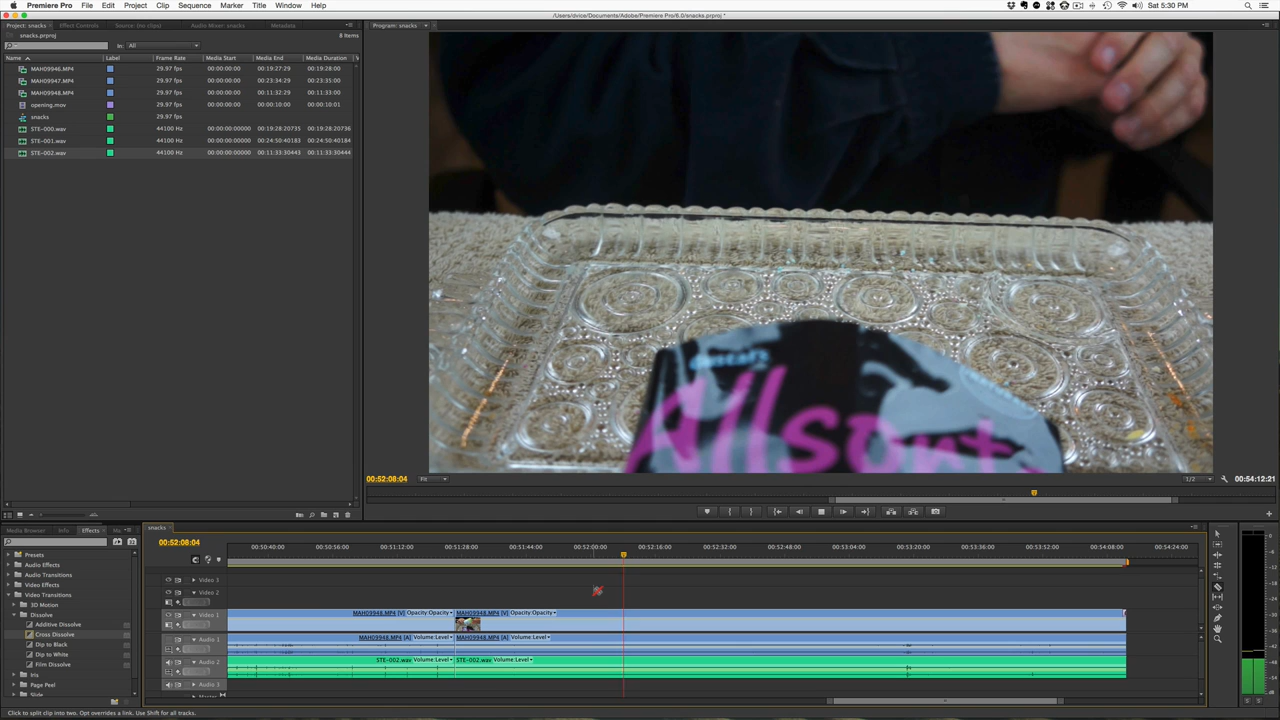 Premiere Pro File Edit Project Clip Sequence Marker Title Window Help Sat 5:30 PM
/Users/dvice/Documents/Adobe/Premiere Pro/6.0/snacks.prproj *
Project: snacks Effect Controls Source: (no clips) Audio Mixer: snacks Metadata Program: snacks
snacks.prproj 8 Items
In: All
Name Label Frame Rate Media Start Media End Media Duration
MAH09946.MP4 29.97 fps 00:00:00:00 00:19:27:29 00:19:28:00
MAH09947.MP4 29.97 fps 00:00:00:00 00:23:34:29 00:23:35:00
MAH09948.MP4 29.97 fps 00:00:00:00 00:11:32:29 00:11:33:00
opening.mov 29.97 fps 00:00:00:00 00:00:10:00 00:00:10:01
snacks 29.97 fps
STE-000.wav 44100 Hz 00:00:00:00000 00:19:28:20735 00:19:28:20736
STE-001.wav 44100 Hz 00:00:00:00000 00:24:50:40183 00:24:50:40184
STE-002.wav 44100 Hz 00:00:00:00000 00:11:33:30443 00:11:33:30444
Allsort
00:52:08:04 Fit 1/2 00:54:12:21
Media Browser Info Effects
Presets
Audio Effects
Audio Transitions
Video Effects
Video Transitions
3D Motion
Dissolve
Additive Dissolve
Cross Dissolve
Dip to Black
Dip to White
Film Dissolve
Iris
Page Peel
Slide
snacks
00:52:08:04
00:50:40:00 00:50:56:00 00:51:12:00 00:51:28:00 00:51:44:00 00:52:00:00 00:52:16:00 00:52:32:00 00:52:48:00 00:53:04:00 00:53:20:00 00:53:36:00 00:53:52:00 00:54:08:00 00:54:24:00
Video 3
Video 2
Video 1 MAH09948.MP4 [V] Opacity:Opacity MAH09948.MP4 [V] Opacity:Opacity
Audio 1 MAH09948.MP4 [A] Volume:Level MAH09948.MP4 [A] Volume:Level
Audio 2 STE-002.wav Volume:Level STE-002.wav Volume:Level
Audio 3
Click to split clip into two. Opt overrides a link. Use Shift for all tracks.